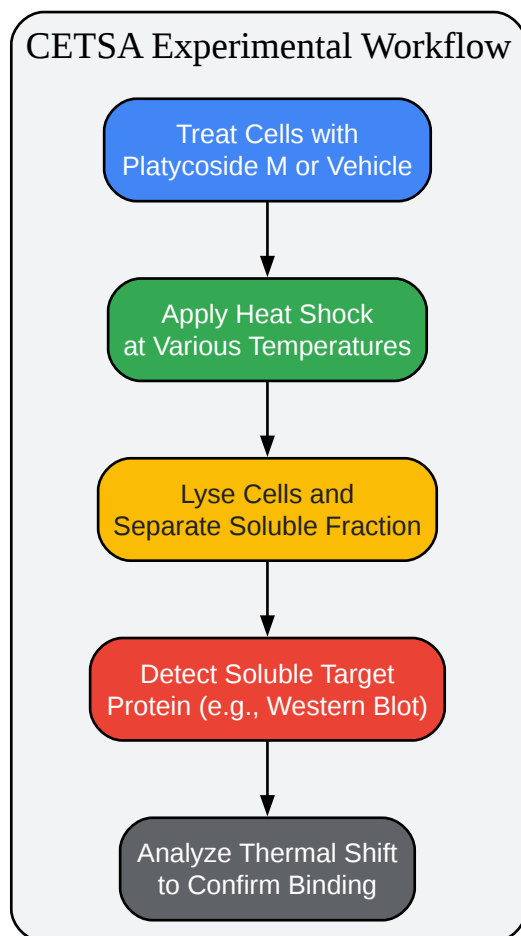 CETSA Experimental Workflow
Treat Cells with
Platycoside M or Vehicle
Apply Heat Shock
at Various Temperatures
Lyse Cells and
Separate Soluble Fraction
Detect Soluble Target
Protein (e.g., Western Blot)
Analyze Thermal Shift
to Confirm Binding